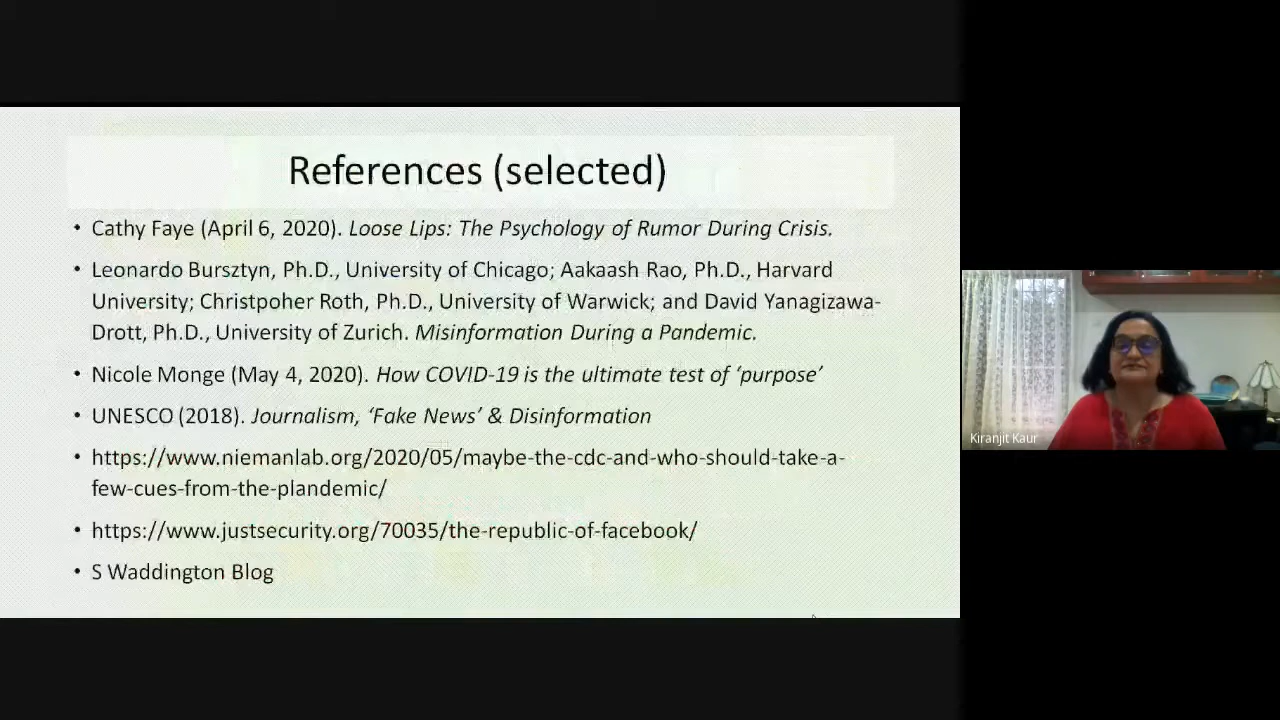 References (selected)
• Cathy Faye (April 6, 2020). Loose Lips: The Psychology of Rumor During Crisis.
• Leonardo Bursztyn, Ph.D., University of Chicago; Aakaash Rao, Ph.D., Harvard
University; Christpoher Roth, Ph.D., University of Warwick; and David Yanagizawa-
Drott, Ph.D., University of Zurich. Misinformation During a Pandemic.
• Nicole Monge (May 4, 2020). How COVID-19 is the ultimate test of ‘purpose’
• UNESCO (2018). Journalism, ‘Fake News’ & Disinformation
• https://www.niemanlab.org/2020/05/maybe-the-cdc-and-who-should-take-a-
few-cues-from-the-plandemic/
• https://www.justsecurity.org/70035/the-republic-of-facebook/
• S Waddington Blog
Kiranjit Kaur